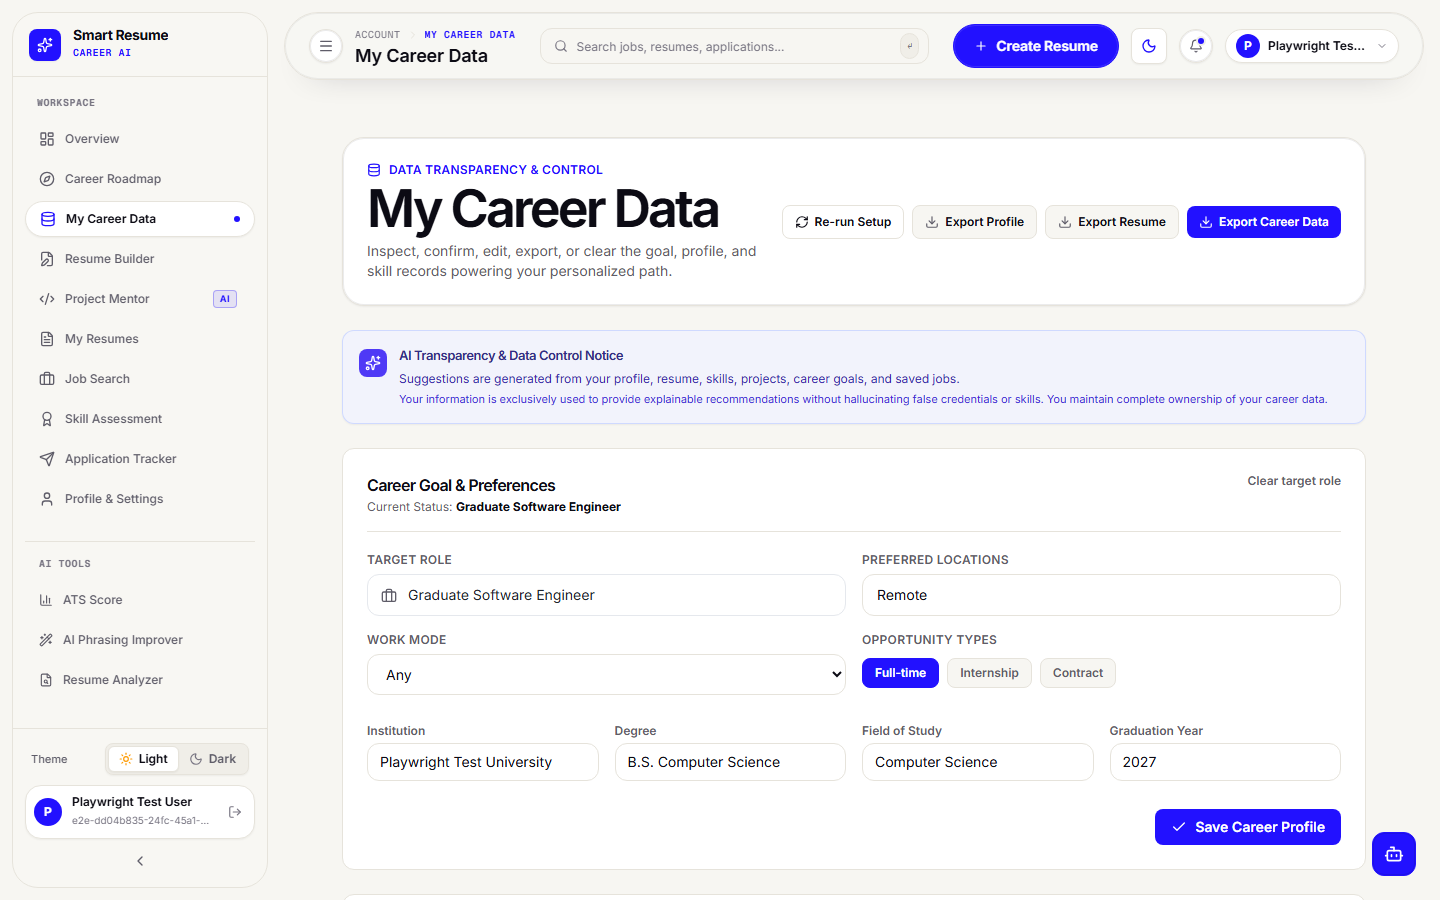 Smart Resume
CAREER AI
WORKSPACE
Overview
Career Roadmap
My Career Data
Resume Builder
Project Mentor AI
My Resumes
Job Search
Skill Assessment
Application Tracker
Profile & Settings
AI TOOLS
ATS Score
AI Phrasing Improver
Resume Analyzer
Theme Light Dark
P Playwright Test User
e2e-dd04b835-24fc-45a1-...
ACCOUNT > MY CAREER DATA
My Career Data
Search jobs, resumes, applications...
Create Resume
P Playwright Tes...
DATA TRANSPARENCY & CONTROL
My Career Data
Inspect, confirm, edit, export, or clear the goal, profile, and
skill records powering your personalized path.
Re-run Setup Export Profile Export Resume Export Career Data
AI Transparency & Data Control Notice
Suggestions are generated from your profile, resume, skills, projects, career goals, and saved jobs.
Your information is exclusively used to provide explainable recommendations without hallucinating false credentials or skills. You maintain complete ownership of your career data.
Career Goal & Preferences
Clear target role
Current Status: Graduate Software Engineer
TARGET ROLE PREFERRED LOCATIONS
Graduate Software Engineer Remote
WORK MODE OPPORTUNITY TYPES
Any Full-time Internship Contract
Institution Degree Field of Study Graduation Year
Playwright Test University B.S. Computer Science Computer Science 2027
Save Career Profile